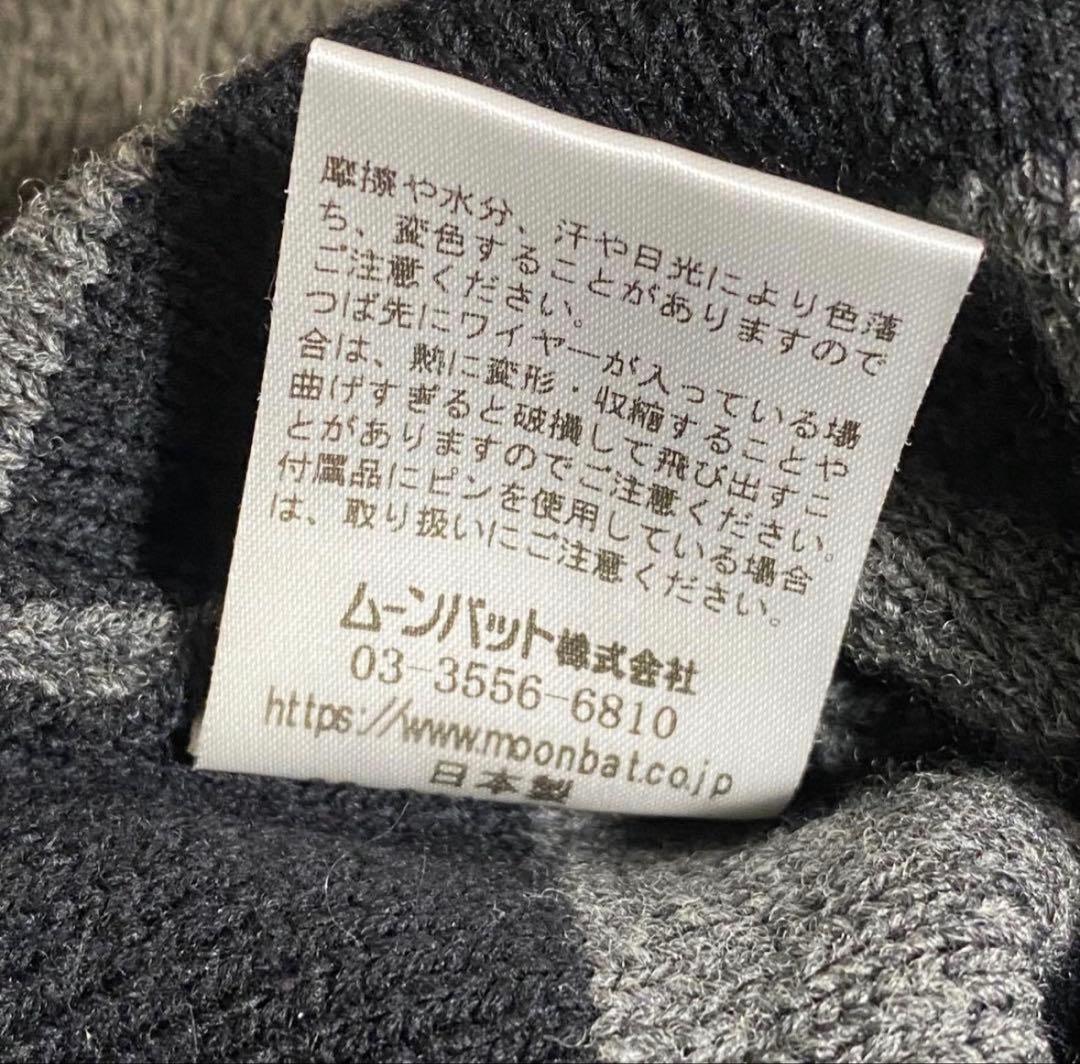 摩擦や水分、汗や日光により色落
ち、変色することがありますので
ご注意ください。
つば先にワイヤーが入っている場
合は、熱に変形・収縮することや
曲げすぎると破損して飛び出すこ
とがありますのでご注意ください。
付属品にピンを使用している場合
は、取り扱いにご注意ください。
ムーンバット株式会社
03-3556-6810
https://www.moonbat.co.jp
日本製